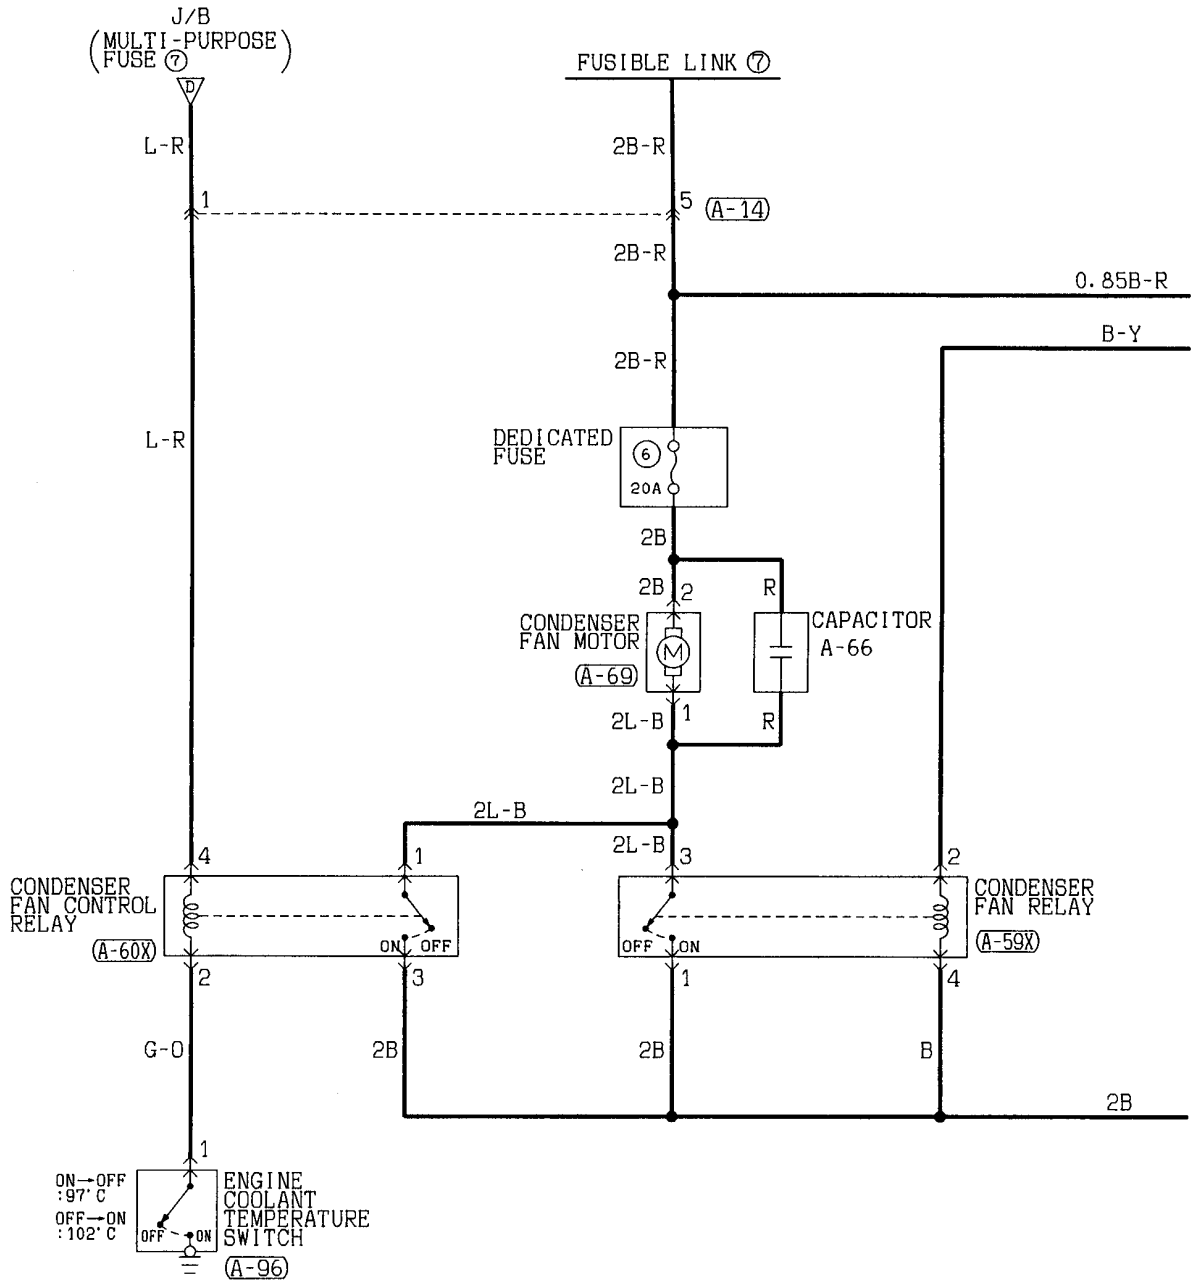 J/B
(MULTI-PURPOSE
FUSE ⑦)
FUSIBLE LINK ⑦
D
L-R
2B-R
1
5
A-14
2B-R
0.85B-R
B-Y
2B-R
L-R
DEDICATED
FUSE
6
20A
2B
2B
2
R
CONDENSER
FAN MOTOR
M
CAPACITOR
A-66
A-69
1
2L-B
R
2L-B
2L-B
2L-B
4
1
3
2
CONDENSER
FAN CONTROL
RELAY
A-60X
ON
OFF
OFF
ON
CONDENSER
FAN RELAY
A-59X
2
3
1
4
G-O
2B
2B
B
2B
1
ON→OFF
:97°C
OFF→ON
:102°C
OFF
ON
ENGINE
COOLANT
TEMPERATURE
SWITCH
A-96